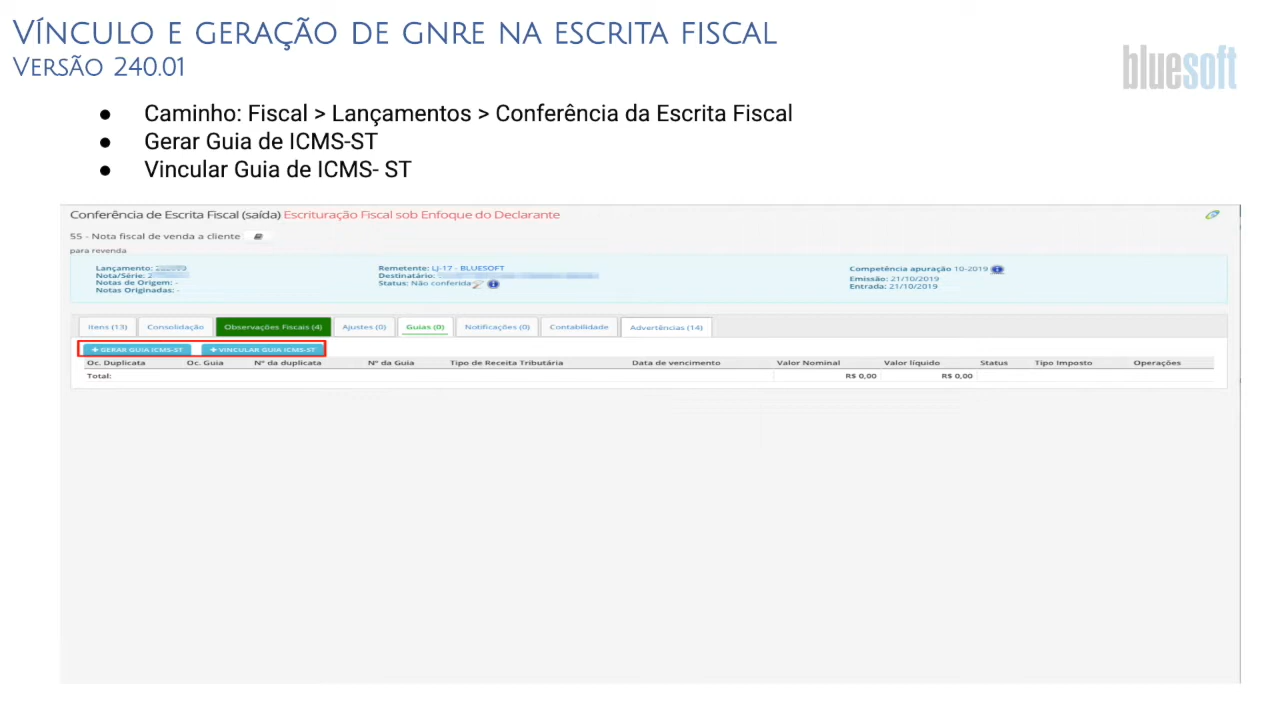 VÍNCULO E GERAÇÃO DE GNRE NA ESCRITA FISCAL
VERSÃO 240.01
bluesoft
● Caminho: Fiscal > Lançamentos > Conferência da Escrita Fiscal
● Gerar Guia de ICMS-ST
● Vincular Guia de ICMS- ST
Conferência de Escrita Fiscal (saída) Escrituração Fiscal sob Enfoque do Declarante
55 - Nota fiscal de venda a cliente
para revenda
Lançamento: Remetente: LJ-17 - BLUESOFT Competência apuração 10-2019
Nota/Série: 2 Destinatário: Emissão: 21/10/2019
Notas de Origem: - Status: Não conferida Entrada: 21/10/2019
Notas Originadas: -
Itens (13) Consolidação Observações Fiscais (4) Ajustes (0) Guias (0) Notificações (0) Contabilidade Advertências (14)
+ GERAR GUIA ICMS-ST + VINCULAR GUIA ICMS-ST
Oc. Duplicata Oc. Guia Nº da duplicata Nº da Guia Tipo de Receita Tributária Data de vencimento Valor Nominal Valor líquido Status Tipo Imposto Operações
Total: R$ 0,00 R$ 0,00